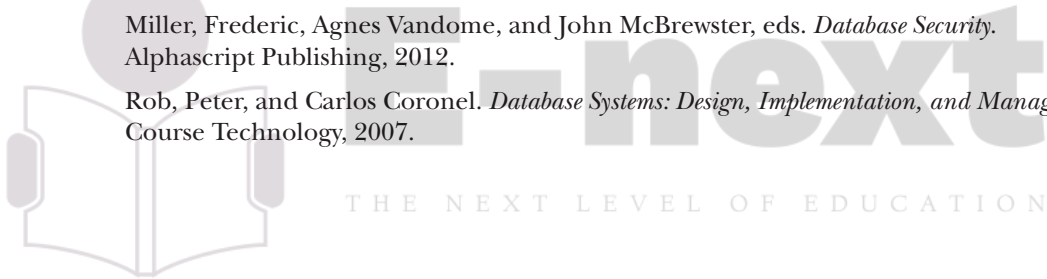 Miller, Frederic, Agnes Vandome, and John McBrewster, eds. Database Security.
Alphascript Publishing, 2012.
Rob, Peter, and Carlos Coronel. Database Systems: Design, Implementation, and Manag
Course Technology, 2007.
E-next
THE NEXT LEVEL OF EDUCATION